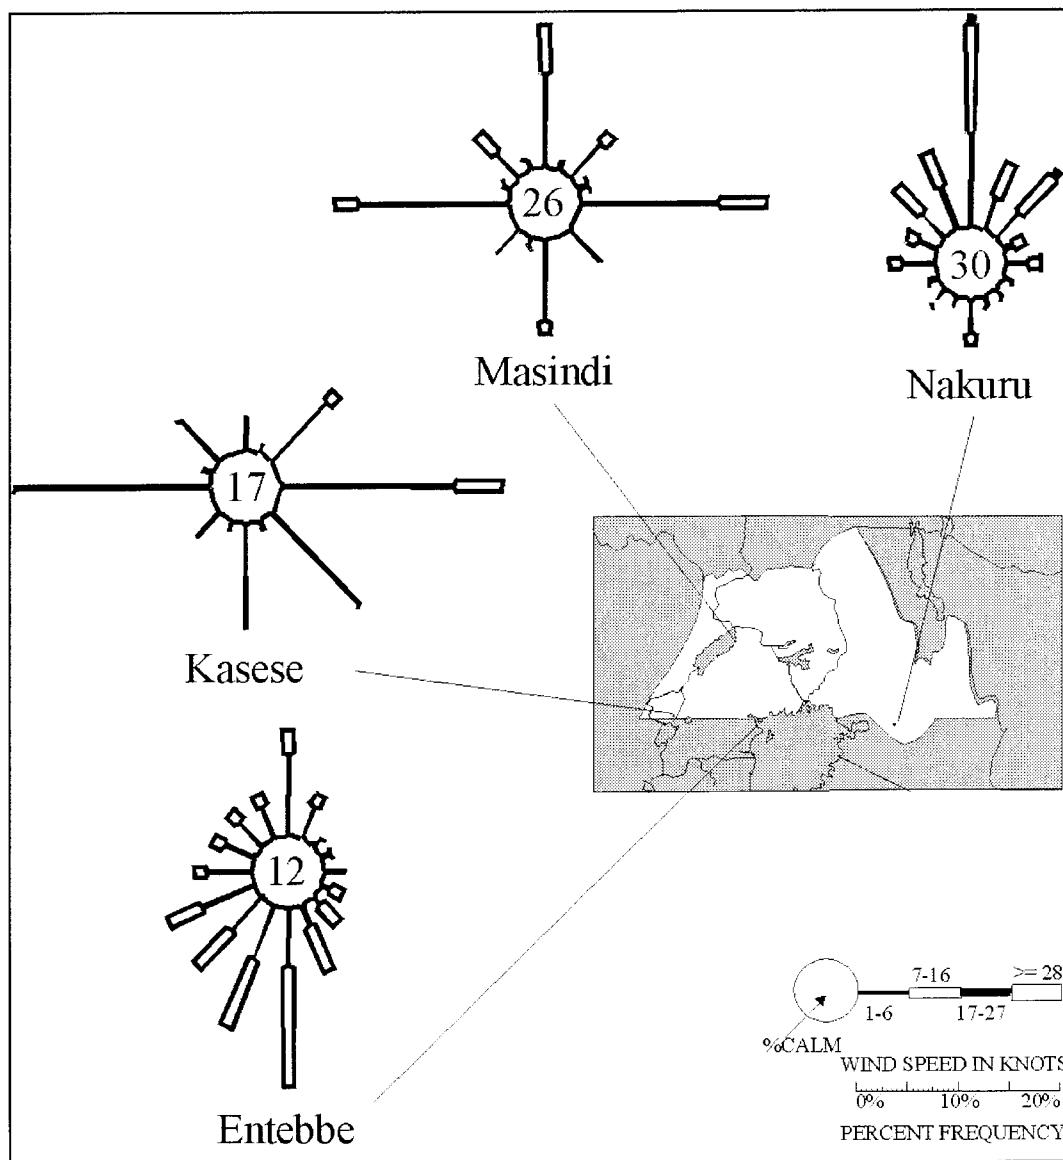 26
30
Masindi
Nakuru
17
Kasese
12
Entebbe
7-16
>= 28
1-6
17-27
%CALM
WIND SPEED IN KNOTS
0%
10%
20%
PERCENT FREQUENCY